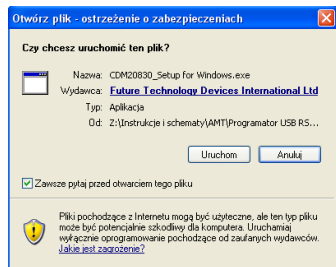 Otwórz plik - ostrzeżenie o zabezpieczeniach
Czy chcesz uruchomić ten plik?
Nazwa: CDM20830_Setup for Windows.exe
Wydawca: Future Technology Devices International Ltd
Typ: Aplikacja
Od: Z:\Instrukcje i schematy\AMT\Programator USB RS...
Uruchom Anuluj
Zawsze pytaj przed otwarciem tego pliku
Pliki pochodzące z Internetu mogą być użyteczne, ale ten typ pliku
może być potencjalnie szkodliwy dla komputera. Uruchamiaj
wyłącznie oprogramowanie pochodzące od zaufanych wydawców.
Jakie jest zagrożenie?